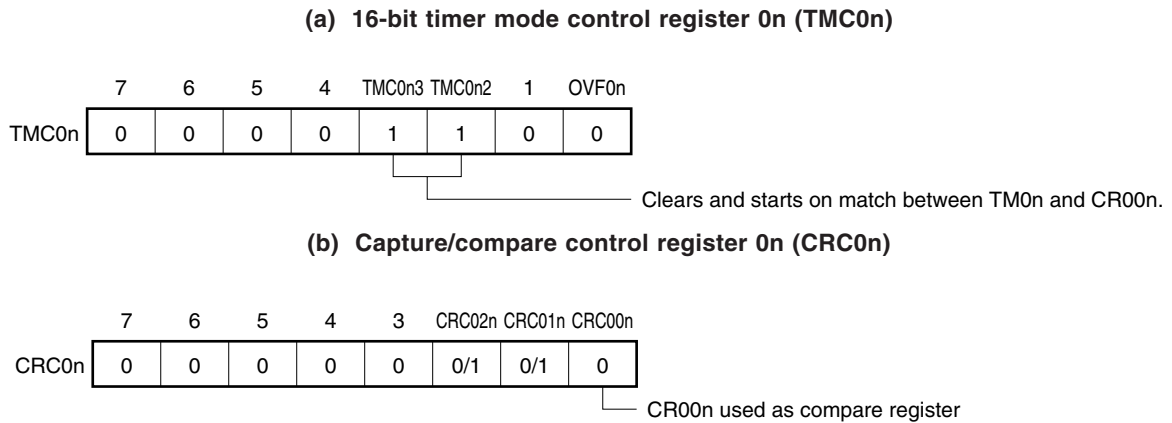 (a) 16-bit timer mode control register 0n (TMC0n)
7 6 5 4 TMC0n3 TMC0n2 1 OVF0n
TMC0n 0 0 0 0 1 1 0 0
Clears and starts on match between TM0n and CR00n.
(b) Capture/compare control register 0n (CRC0n)
7 6 5 4 3 CRC02n CRC01n CRC00n
CRC0n 0 0 0 0 0 0/1 0/1 0
CR00n used as compare register